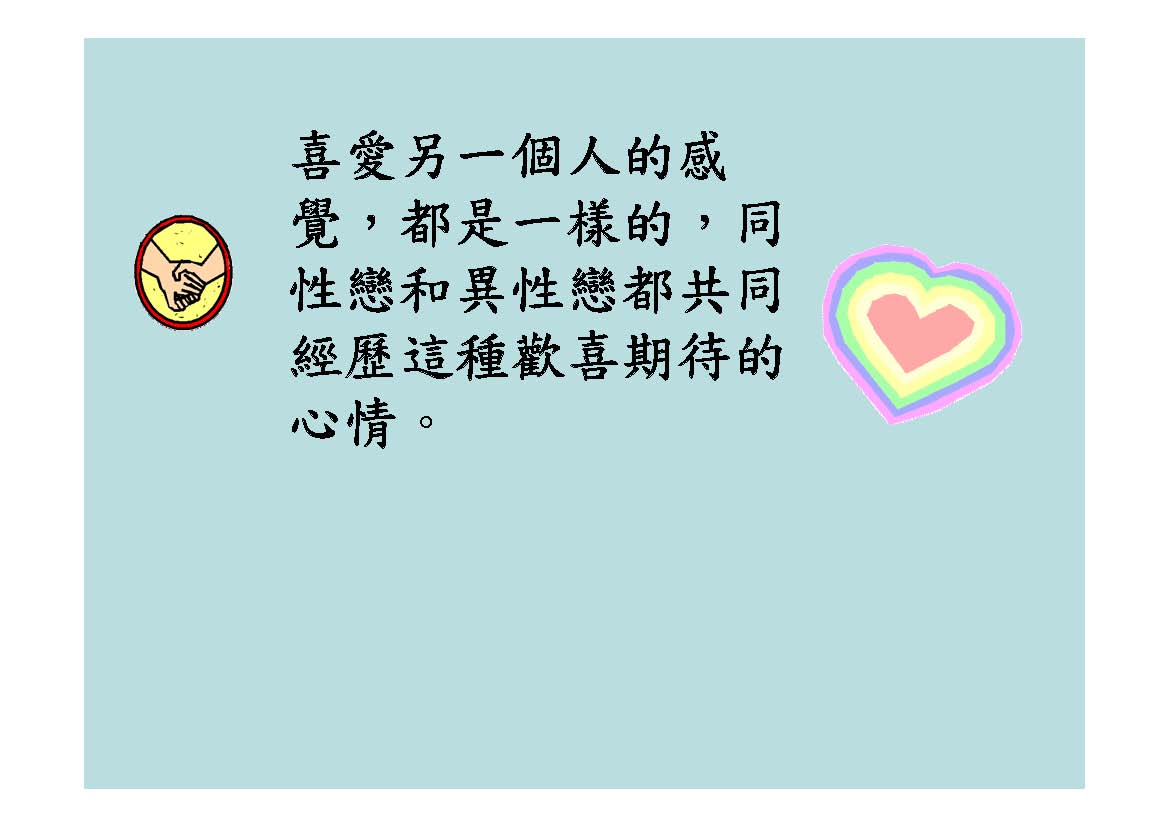 喜愛另一個人的感
覺，都是一樣的，同
性戀和異性戀都共同
經歷這種歡喜期待的
心情。